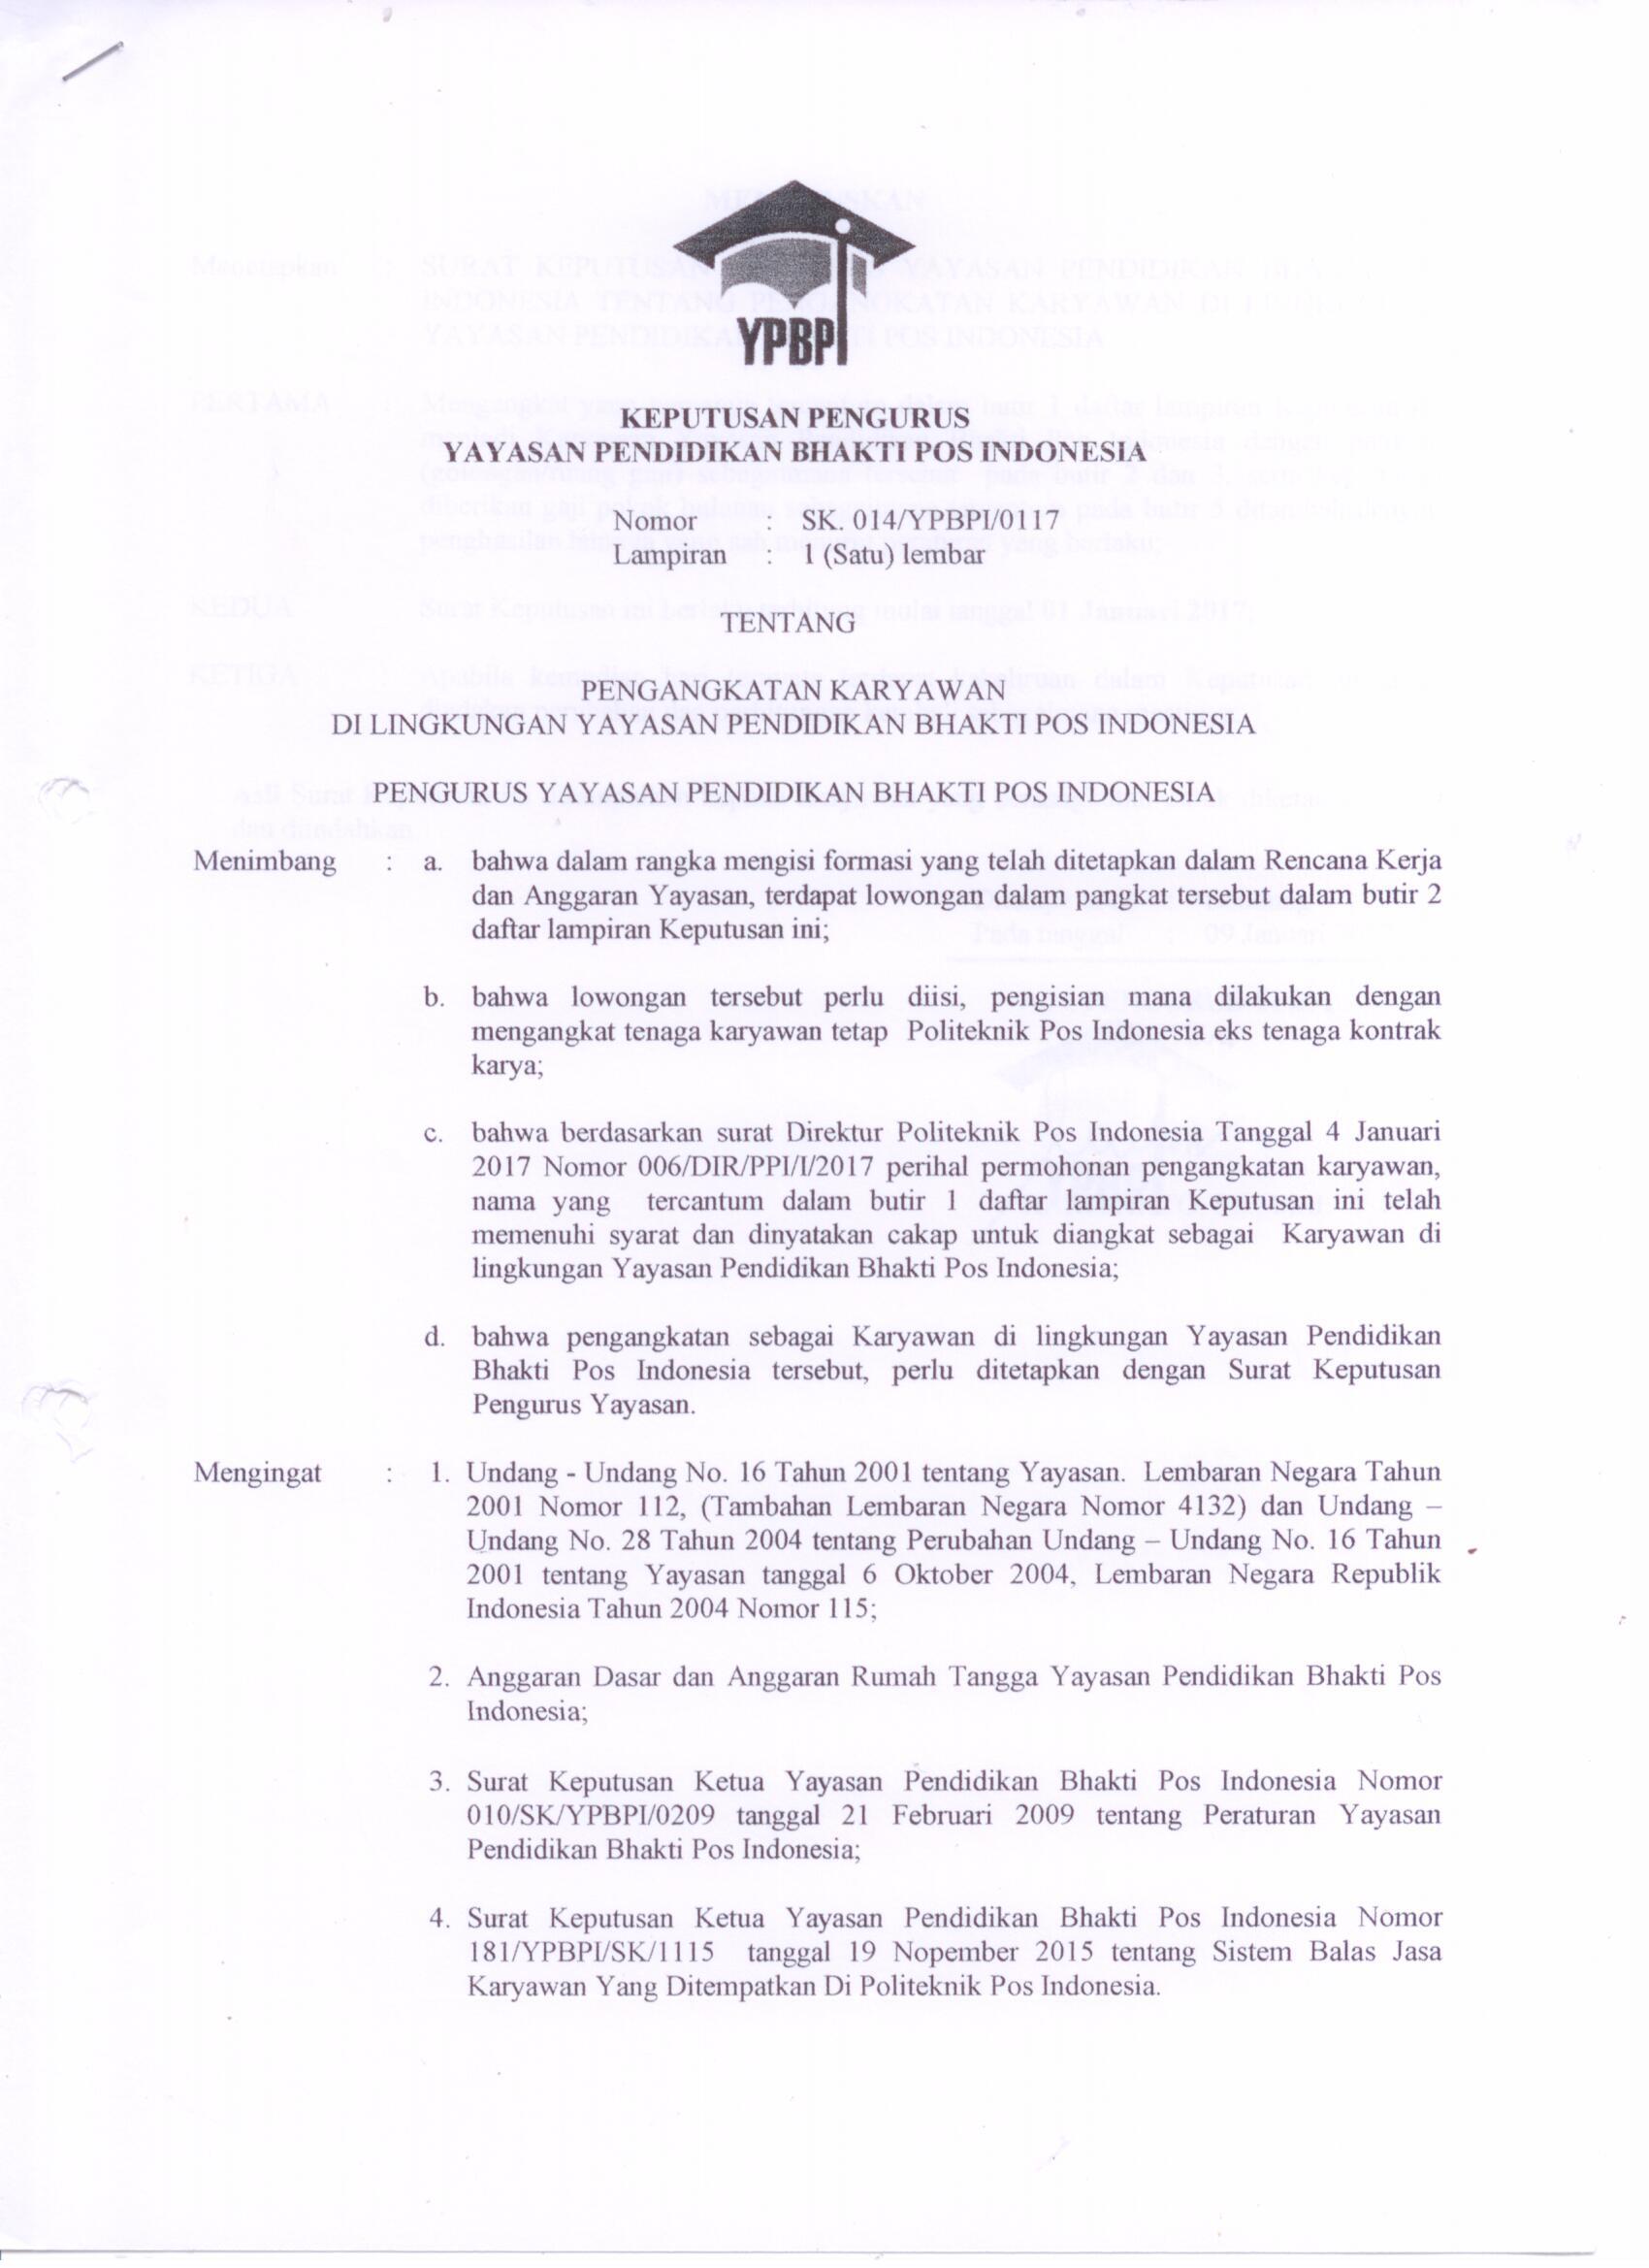 YPBPI
KEPUTUSAN PENGURUS
YAYASAN PENDIDIKAN BHAKTI POS INDONESIA
Nomor : SK. 014/YPBPI/0117
Lampiran : 1 (Satu) lembar
TENTANG
PENGANGKATAN KARYAWAN
DI LINGKUNGAN YAYASAN PENDIDIKAN BHAKTI POS INDONESIA
PENGURUS YAYASAN PENDIDIKAN BHAKTI POS INDONESIA
Menimbang : a. bahwa dalam rangka mengisi formasi yang telah ditetapkan dalam Rencana Kerja
dan Anggaran Yayasan, terdapat lowongan dalam pangkat tersebut dalam butir 2
daftar lampiran Keputusan ini;
b. bahwa lowongan tersebut perlu diisi, pengisian mana dilakukan dengan
mengangkat tenaga karyawan tetap Politeknik Pos Indonesia eks tenaga kontrak
karya;
c. bahwa berdasarkan surat Direktur Politeknik Pos Indonesia Tanggal 4 Januari
2017 Nomor 006/DIR/PPI/I/2017 perihal permohonan pengangkatan karyawan,
nama yang tercantum dalam butir 1 daftar lampiran Keputusan ini telah
memenuhi syarat dan dinyatakan cakap untuk diangkat sebagai Karyawan di
lingkungan Yayasan Pendidikan Bhakti Pos Indonesia;
d. bahwa pengangkatan sebagai Karyawan di lingkungan Yayasan Pendidikan
Bhakti Pos Indonesia tersebut, perlu ditetapkan dengan Surat Keputusan
Pengurus Yayasan.
Mengingat : 1. Undang - Undang No. 16 Tahun 2001 tentang Yayasan. Lembaran Negara Tahun
2001 Nomor 112, (Tambahan Lembaran Negara Nomor 4132) dan Undang –
Undang No. 28 Tahun 2004 tentang Perubahan Undang – Undang No. 16 Tahun
2001 tentang Yayasan tanggal 6 Oktober 2004, Lembaran Negara Republik
Indonesia Tahun 2004 Nomor 115;
2. Anggaran Dasar dan Anggaran Rumah Tangga Yayasan Pendidikan Bhakti Pos
Indonesia;
3. Surat Keputusan Ketua Yayasan Pendidikan Bhakti Pos Indonesia Nomor
010/SK/YPBPI/0209 tanggal 21 Februari 2009 tentang Peraturan Yayasan
Pendidikan Bhakti Pos Indonesia;
4. Surat Keputusan Ketua Yayasan Pendidikan Bhakti Pos Indonesia Nomor
181/YPBPI/SK/1115 tanggal 19 Nopember 2015 tentang Sistem Balas Jasa
Karyawan Yang Ditempatkan Di Politeknik Pos Indonesia.